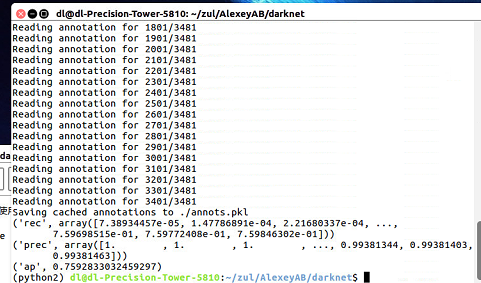 dl@dl-Precision-Tower-5810: ~/zul/AlexeyAB/darknet
Reading annotation for 1801/3481
Reading annotation for 1901/3481
Reading annotation for 2001/3481
Reading annotation for 2101/3481
Reading annotation for 2201/3481
Reading annotation for 2301/3481
Reading annotation for 2401/3481
Reading annotation for 2501/3481
Reading annotation for 2601/3481
Reading annotation for 2701/3481
Reading annotation for 2801/3481
Reading annotation for 2901/3481
Reading annotation for 3001/3481
Reading annotation for 3101/3481
Reading annotation for 3201/3481
Reading annotation for 3301/3481
Reading annotation for 3401/3481
Saving cached annotations to ./annots.pkl
('rec', array([7.38934457e-05, 1.47786891e-04, 2.21680337e-04, ...,
7.59698515e-01, 7.59772408e-01, 7.59846302e-01]))
('prec', array([1.        , 1.        , 1.        , ..., 0.99381344, 0.99381403,
0.99381463]))
('ap', 0.7592833032459297)
(python2) dl@dl-Precision-Tower-5810:~/zul/AlexeyAB/darknet$